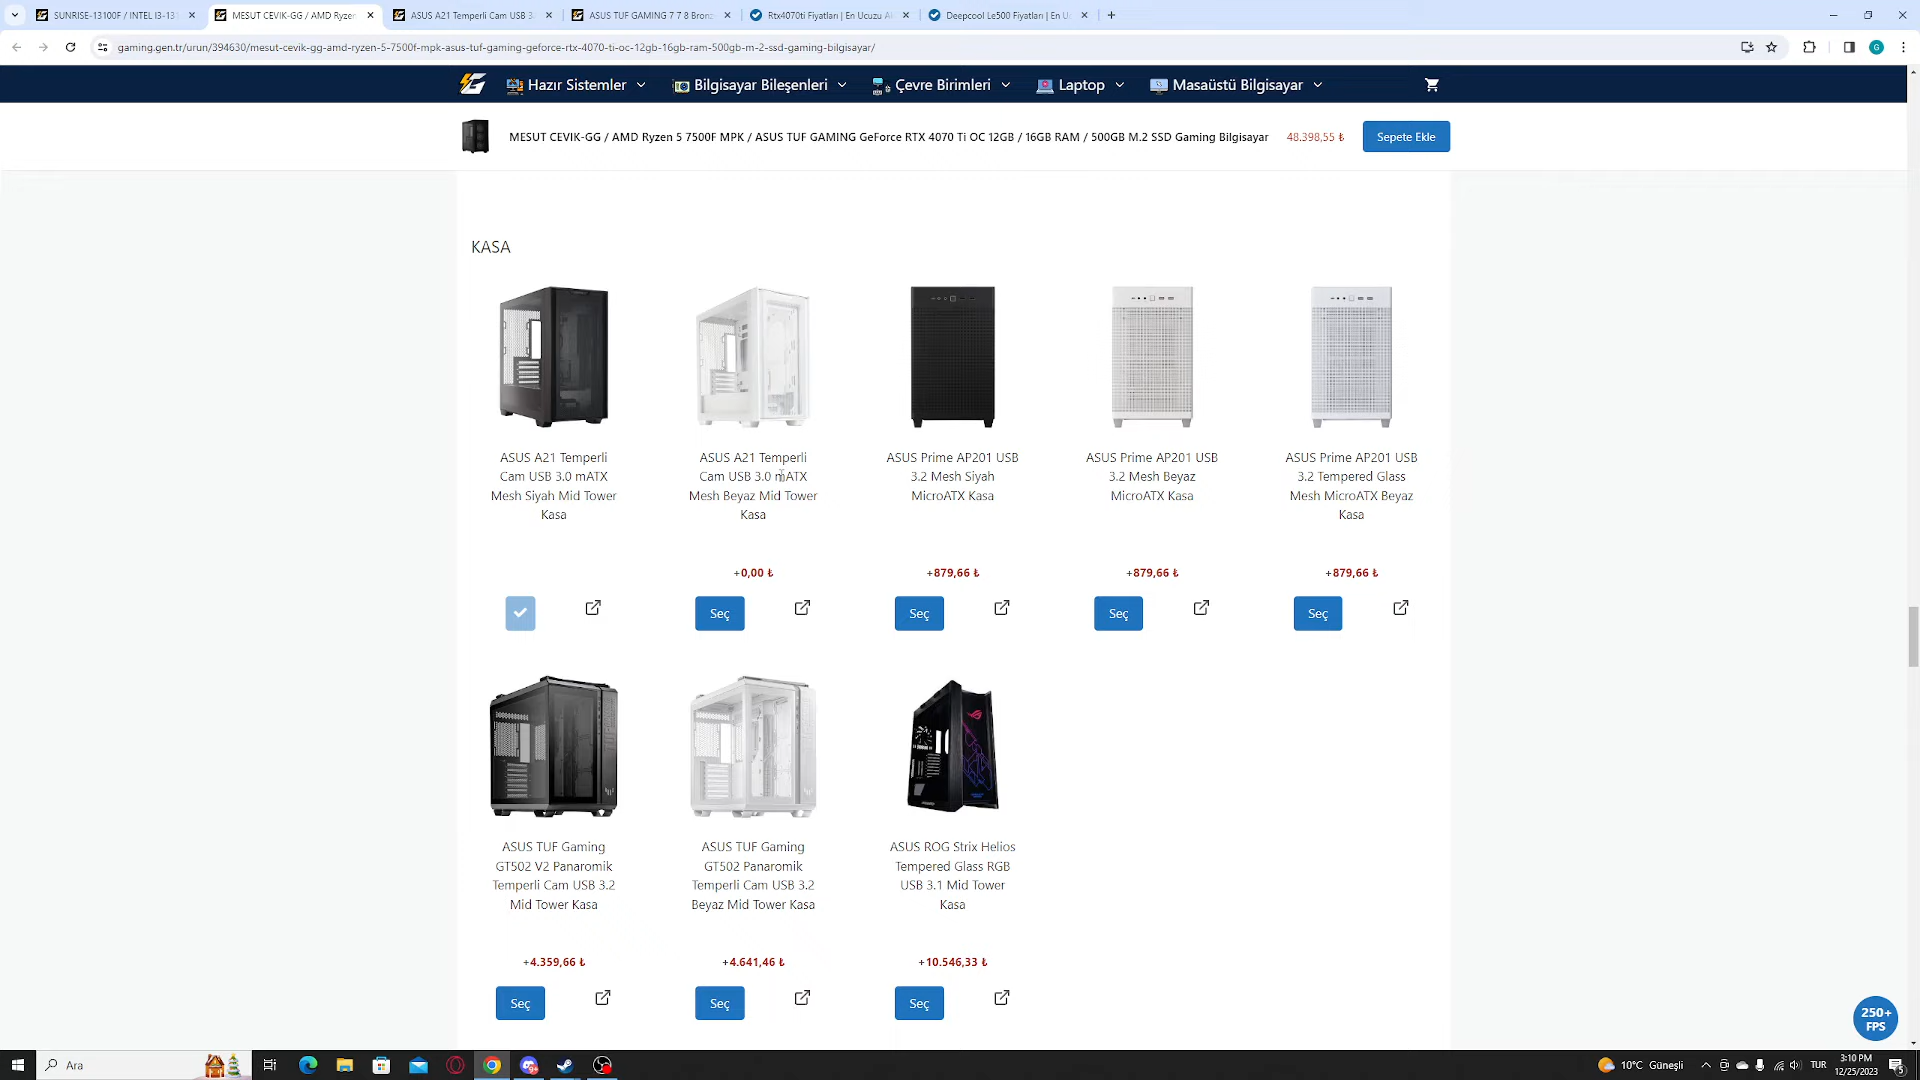 SUNRISE-13100F / INTEL I3-131
MESUT CEVIK-GG / AMD Ryzen
ASUS A21 Temperli Cam USB 3.
ASUS TUF GAMING 7 7 8 Bronz
Rtx4070ti Fiyatları | En Ucuzu Ak
Deepcool Le500 Fiyatları | En Uc
gaming.gen.tr/urun/394630/mesut-cevik-gg-amd-ryzen-5-7500f-mpk-asus-tuf-gaming-geforce-rtx-4070-ti-oc-12gb-16gb-ram-500gb-m-2-ssd-gaming-bilgisayar/
G
Hazır Sistemler
Bilgisayar Bileşenleri
Çevre Birimleri
Laptop
Masaüstü Bilgisayar
MESUT CEVIK-GG / AMD Ryzen 5 7500F MPK / ASUS TUF GAMING GeForce RTX 4070 Ti OC 12GB / 16GB RAM / 500GB M.2 SSD Gaming Bilgisayar
48.398,55 ₺
Sepete Ekle
KASA
ASUS A21 Temperli
Cam USB 3.0 mATX
Mesh Siyah Mid Tower
Kasa
ASUS A21 Temperli
Cam USB 3.0 mATX
Mesh Beyaz Mid Tower
Kasa
+0,00 ₺
Seç
ASUS Prime AP201 USB
3.2 Mesh Siyah
MicroATX Kasa
+879,66 ₺
Seç
ASUS Prime AP201 USB
3.2 Mesh Beyaz
MicroATX Kasa
+879,66 ₺
Seç
ASUS Prime AP201 USB
3.2 Tempered Glass
Mesh MicroATX Beyaz
Kasa
+879,66 ₺
Seç
ASUS TUF Gaming
GT502 V2 Panaromik
Temperli Cam USB 3.2
Mid Tower Kasa
+4.359,66 ₺
Seç
ASUS TUF Gaming
GT502 Panaromik
Temperli Cam USB 3.2
Beyaz Mid Tower Kasa
+4.641,46 ₺
Seç
ASUS ROG Strix Helios
Tempered Glass RGB
USB 3.1 Mid Tower
Kasa
+10.546,33 ₺
Seç
250+
FPS
Ara
10°C Güneşli
TUR
3:10 PM
12/25/2023
5